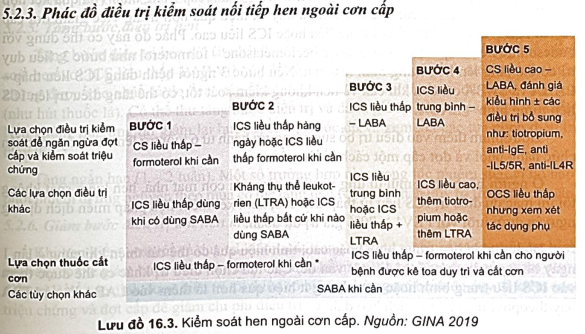 5.2.3. Phác đồ điều trị kiểm soát nối tiếp hen ngoài cơn cấp
Lựa chọn điều trị kiểm
soát để ngăn ngừa đợt
cấp và kiểm soát triệu
chứng
Các lựa chọn điều trị
khác
BƯỚC 1
CS liều thấp –
formoterol khi cần
ICS liều thấp dùng
khi có dùng SABA
BƯỚC 2
ICS liều thấp hàng
ngày hoặc ICS liều
thấp formoterol khi cần
Kháng thụ thể leukot-
rien (LTRA) hoặc ICS
liều thấp bất cứ khi nào
dùng SABA
BƯỚC 3
ICS liều thấp
– LABA
ICS liều
trung bình
hoặc ICS
liều thấp +
LTRA
BƯỚC 4
ICS liều
trung bình –
LABA
ICS liều cao,
thêm tiotro-
pium hoặc
thêm LTRA
BƯỚC 5
CS liều cao –
LABA, đánh giá
kiểu hình ± các
điều trị bổ sung
như: tiotropium,
anti-IgE, anti
-IL5/5R, anti-IL4R
OCS liều thấp
nhưng xem xét
tác dụng phụ
Lựa chọn thuốc cắt
cơn
ICS liều thấp – formoterol khi cần *
ICS liều thấp – formoterol khi cần cho người
bệnh được kê toa duy trì và cắt cơn
Các tùy chọn khác
SABA khi cần
Lưu đồ 16.3. Kiểm soát hen ngoài cơn cấp. Nguồn: GINA 2019